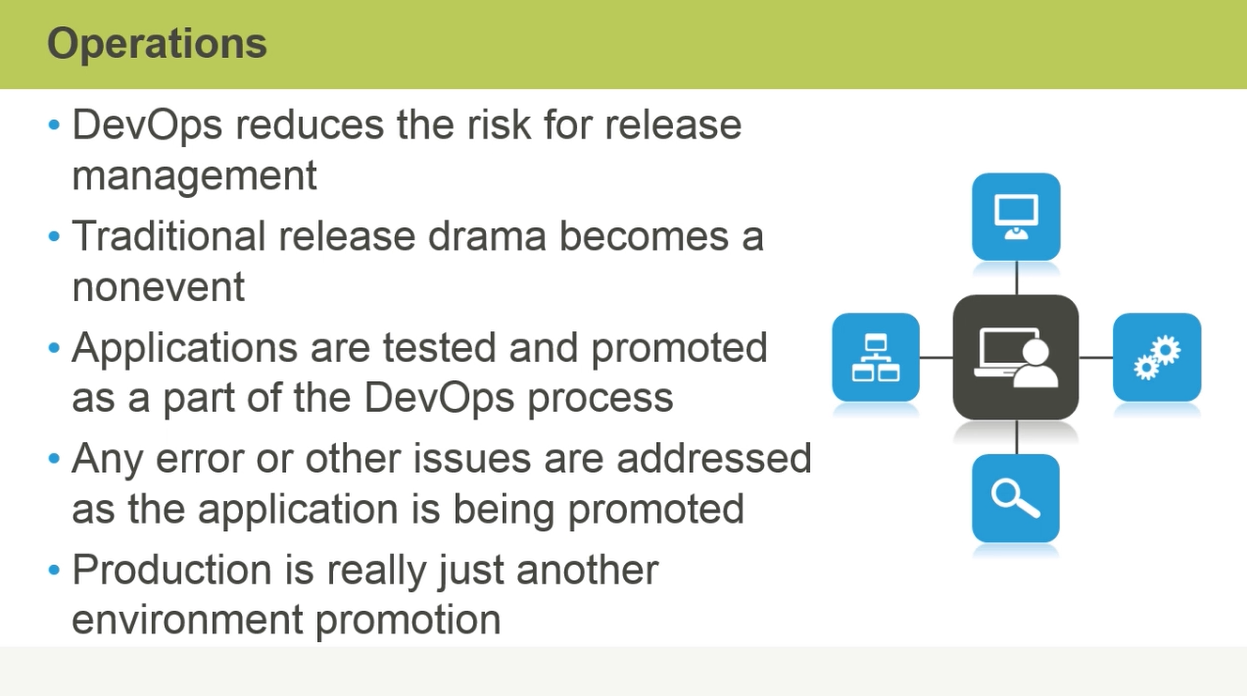 Operations
• DevOps reduces the risk for release
management
• Traditional release drama becomes a
nonevent
• Applications are tested and promoted
as a part of the DevOps process
• Any error or other issues are addressed
as the application is being promoted
• Production is really just another
environment promotion